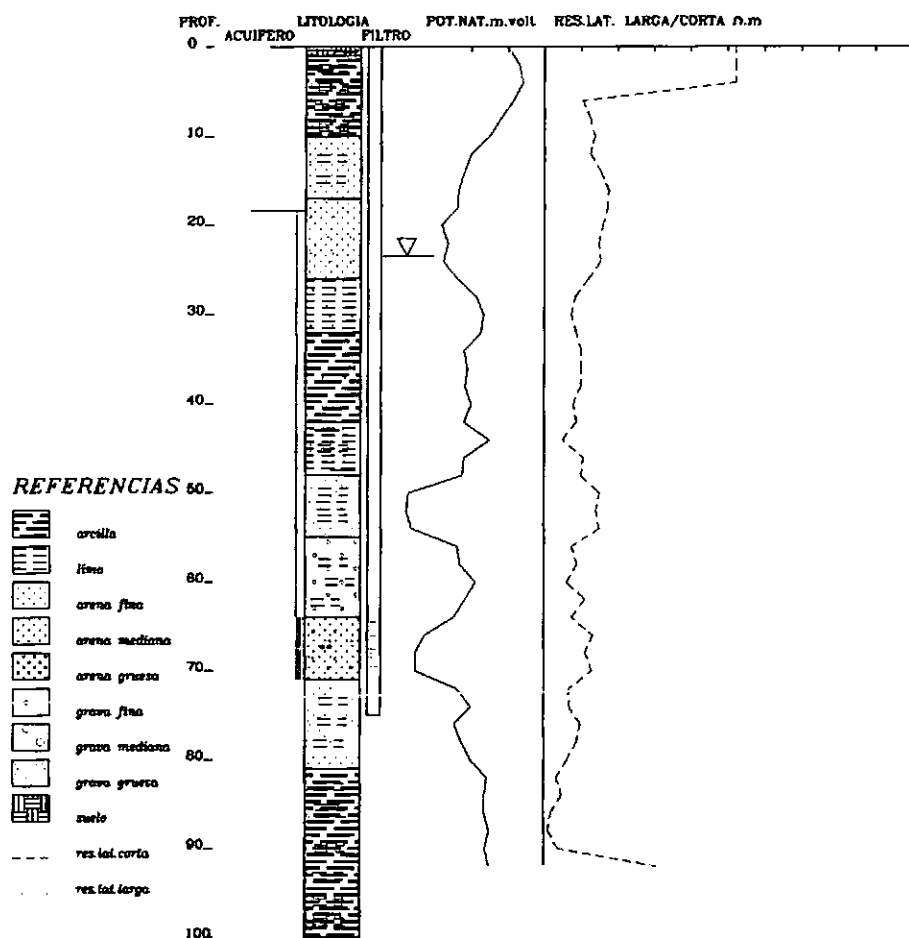 PROF. LITOLOGIA POT.NAT.m.volt RES.LAT. LARGA/CORTA Ω.m
ACUIFERO FILTRO
0
10
20
30
40
50
60
70
80
90
100
REFERENCIAS
arcilla
limo
arena fina
arena mediana
arena gruesa
grava fina
grava mediana
grava gruesa
suelo
res.lat.corta
res.lat.larga